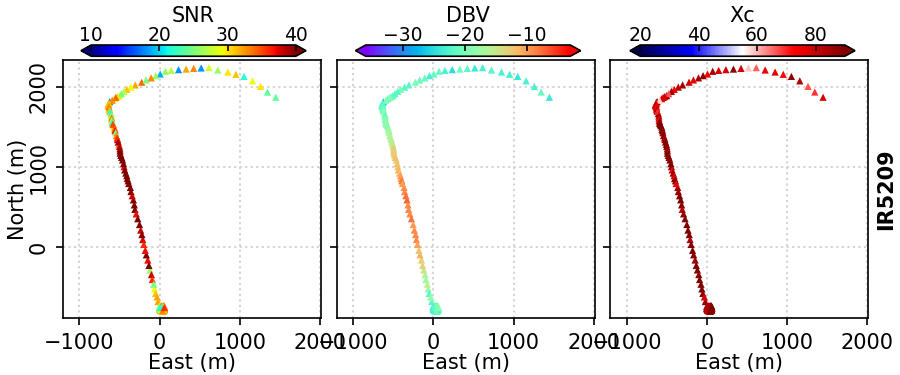 SNR DBV Xc
10 20 30 40 −30 −20 −10 20 40 60 80
2000
1000
0
North (m)
IR5209
−1000 0 1000 2000 −1000 0 1000 2000 −1000 0 1000 2000
East (m) East (m) East (m)